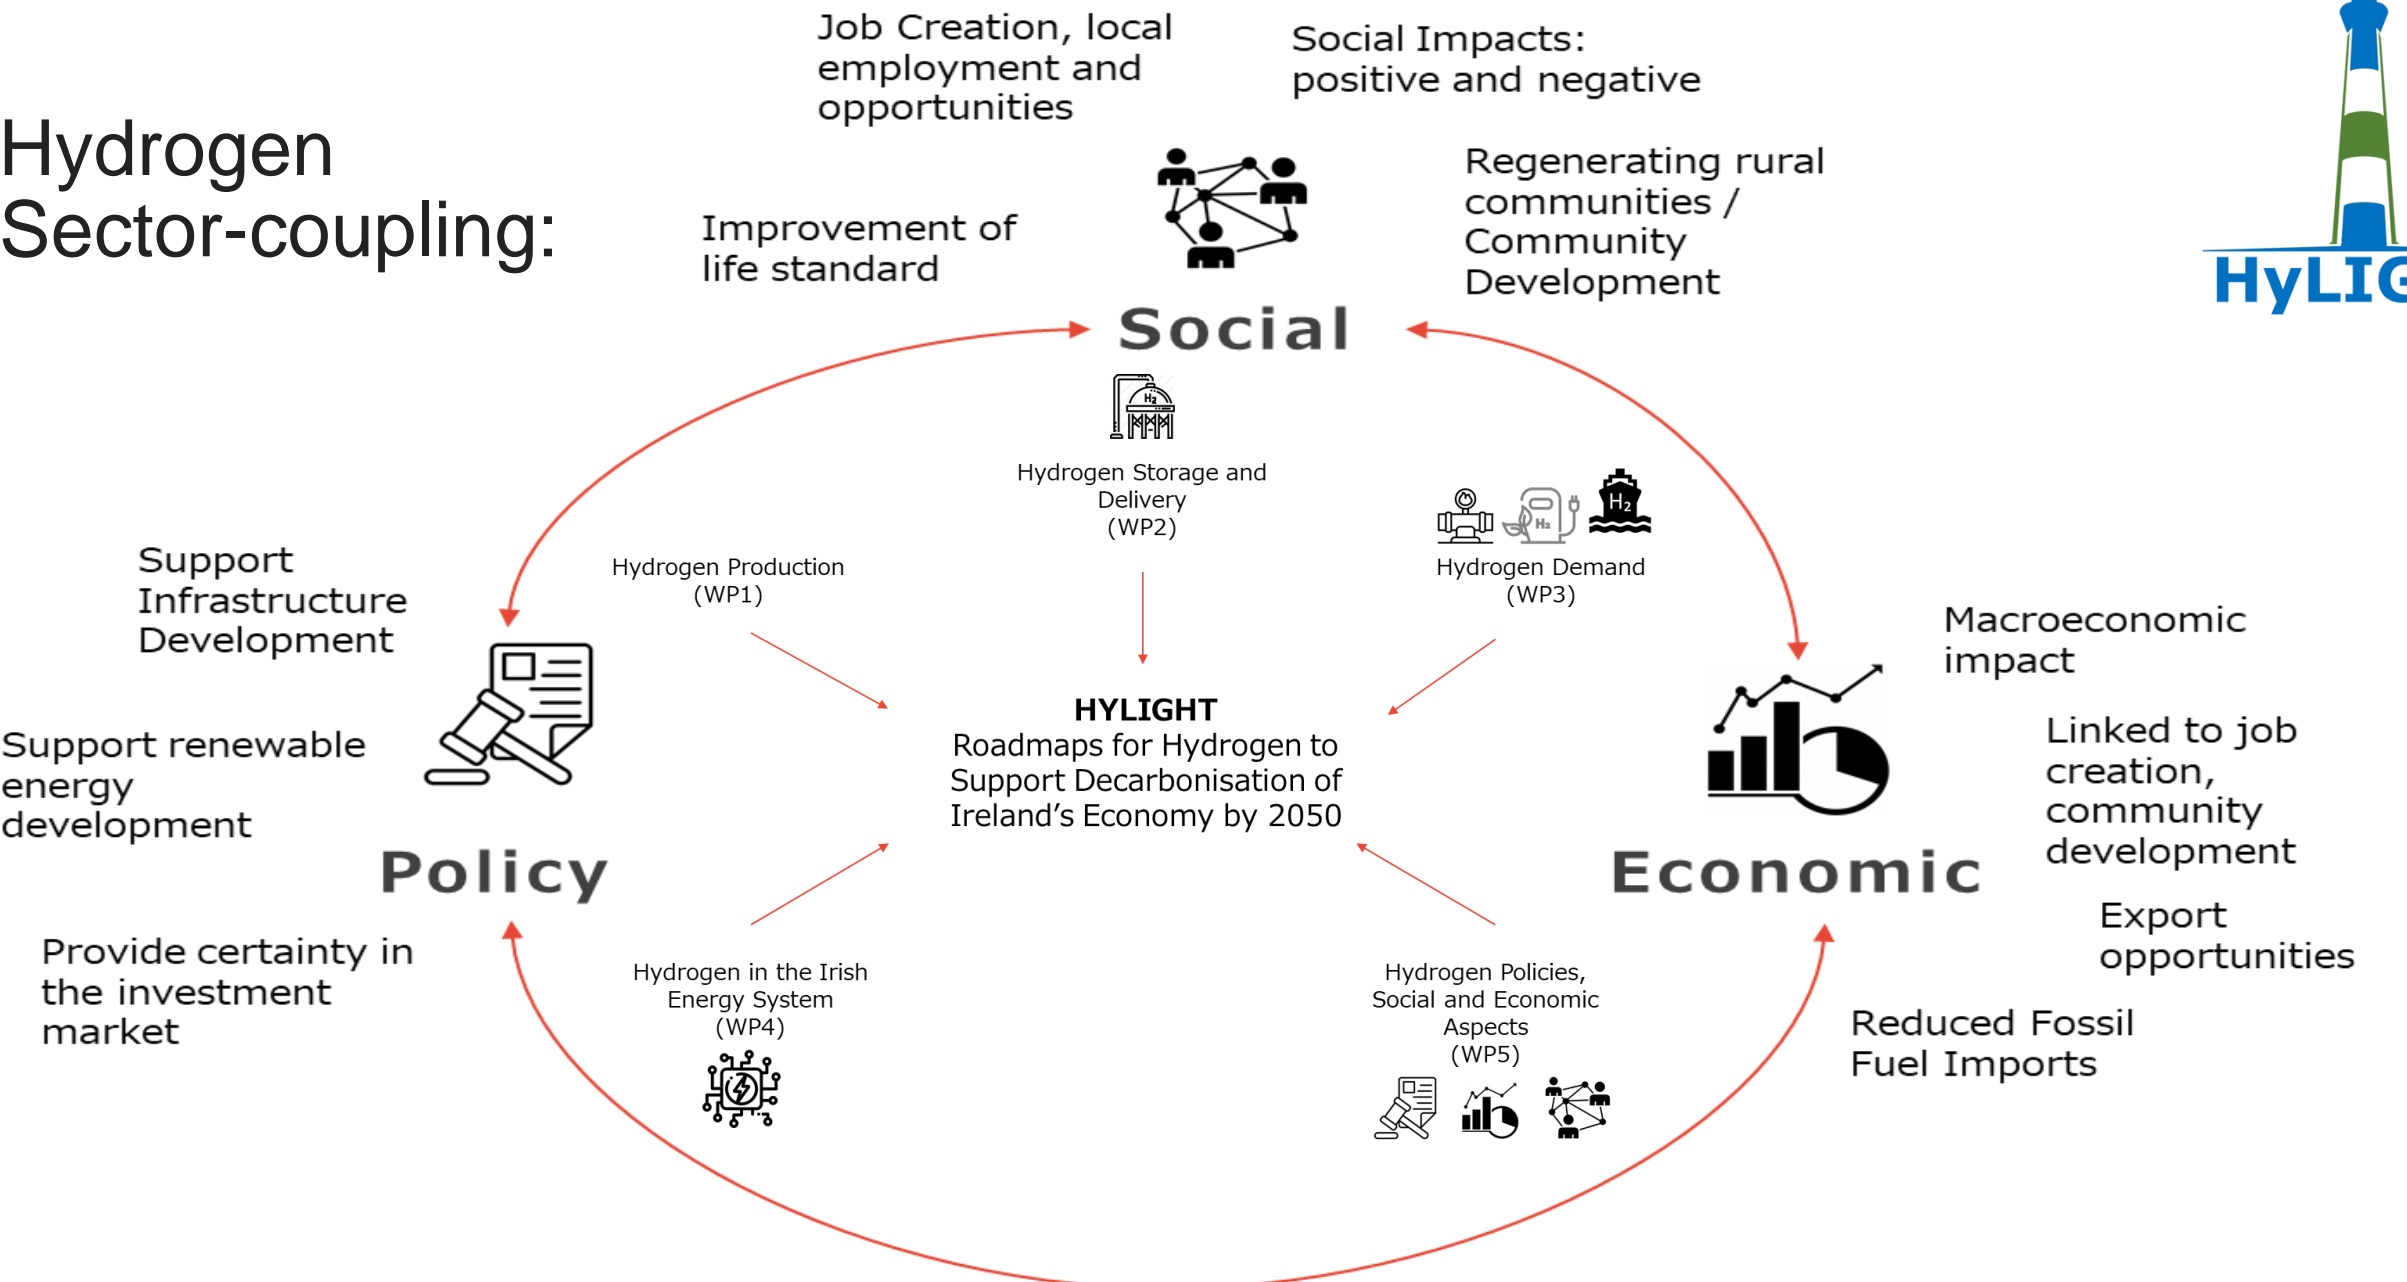 Hydrogen
Sector-coupling:
Job Creation, local
employment and
opportunities
Social Impacts:
positive and negative
Improvement of
life standard
Regenerating rural
communities /
Community
Development
HyLIG
Social
H2
Hydrogen Storage and
Delivery
(WP2)
Hydrogen Production
(WP1)
H2
H2
Hydrogen Demand
(WP3)
Support
Infrastructure
Development
Support renewable
energy
development
Policy
Provide certainty in
the investment
market
HYLIGHT
Roadmaps for Hydrogen to
Support Decarbonisation of
Ireland’s Economy by 2050
Macroeconomic
impact
Linked to job
creation,
community
development
Economic
Export
opportunities
Reduced Fossil
Fuel Imports
Hydrogen in the Irish
Energy System
(WP4)
Hydrogen Policies,
Social and Economic
Aspects
(WP5)